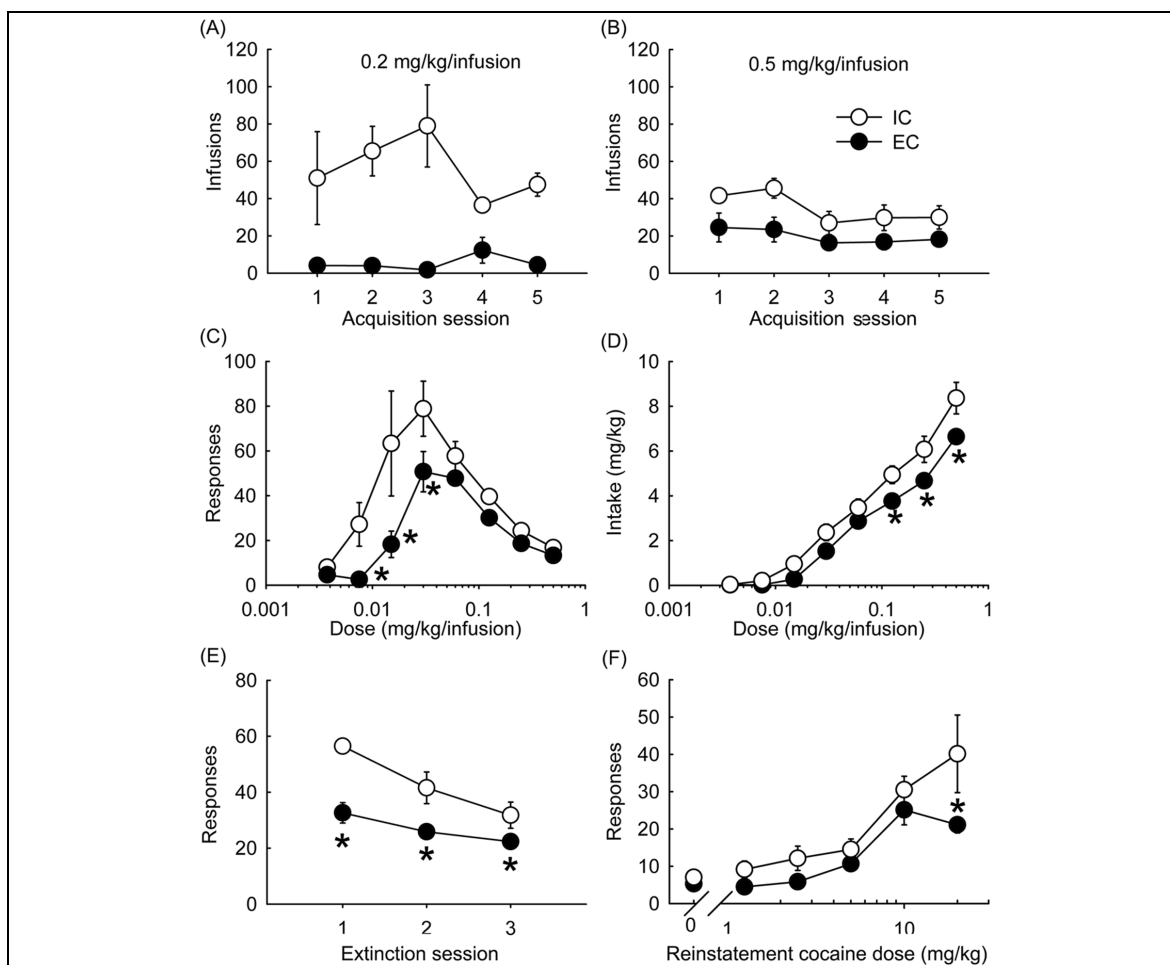 (A)
0.2 mg/kg/infusion
Infusions
120
100
80
60
40
20
0
1 2 3 4 5
Acquisition session
(B)
0.5 mg/kg/infusion
IC
EC
Infusions
120
100
80
60
40
20
0
1 2 3 4 5
Acquisition session
(C)
Responses
100
80
60
40
20
0
* * *
0.001 0.01 0.1 1
Dose (mg/kg/infusion)
(D)
Intake (mg/kg)
10
8
6
4
2
0
* * *
0.001 0.01 0.1 1
Dose (mg/kg/infusion)
(E)
Responses
80
60
40
20
0
* * *
1 2 3
Extinction session
(F)
Responses
60
50
40
30
20
10
0
*
0 1 10
Reinstatement cocaine dose (mg/kg)